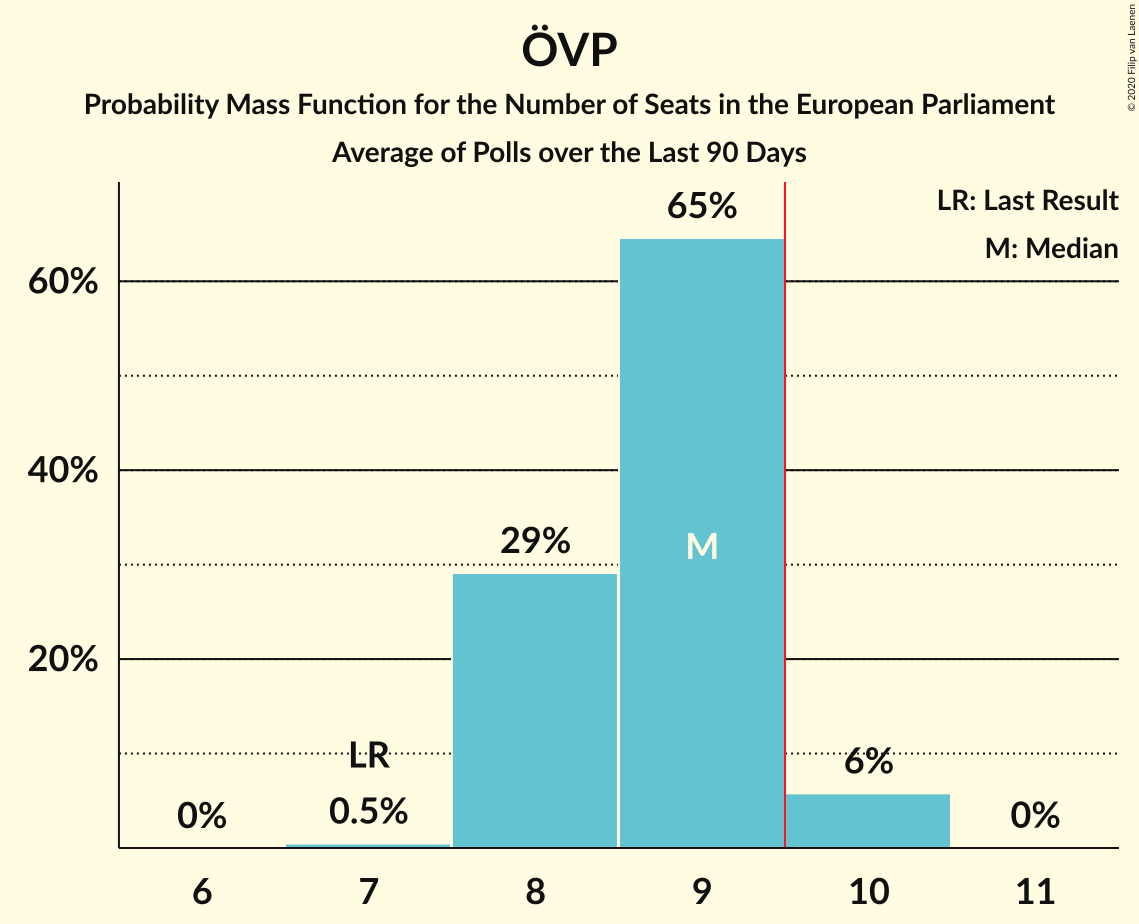 ÖVP
Probability Mass Function for the Number of Seats in the European Parliament
Average of Polls over the Last 90 Days
© 2020 Filip van Laenen
LR: Last Result
M: Median
65%
60%
40%
29%
M
20%
LR
6%
0%
0.5%
0%
6 7 8 9 10 11